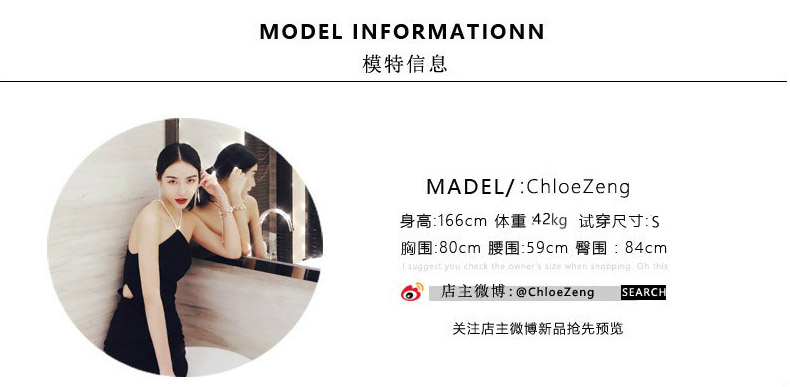 MODEL INFORMATIONN
模特信息
MADEL/:ChloeZeng
身高:166cm 体重:42kg 试穿尺寸:S
胸围:80cm 腰围:59cm 臀围：84cm
I suggest you check the owner's size when shopping. Oh this
店主微博:@ChloeZeng SEARCH
关注店主微博新品抢先预览